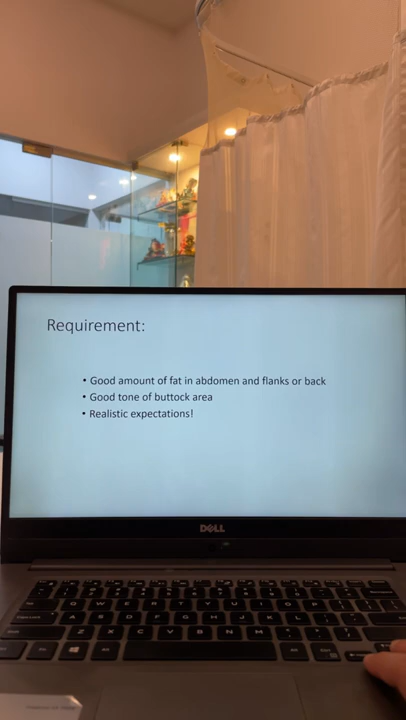 Requirement:
• Good amount of fat in abdomen and flanks or back
• Good tone of buttock area
• Realistic expectations!
DELL
Q W E R T Y U I O P
A S D F G H J K L
Z X C V B N M